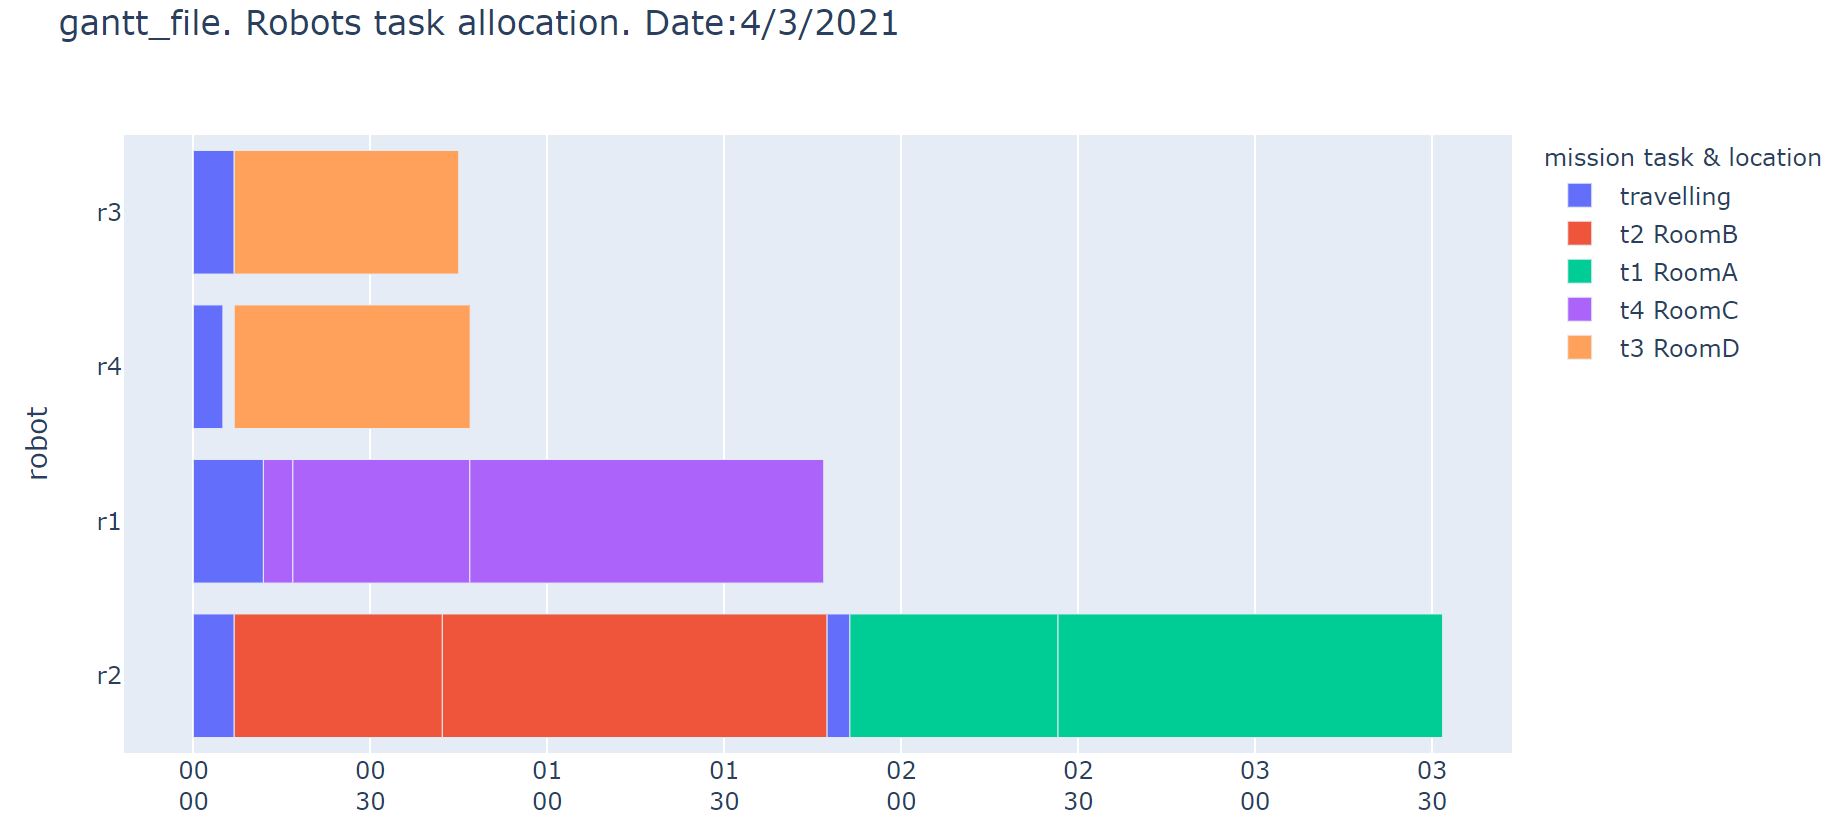 gantt_file. Robots task allocation. Date:4/3/2021
mission task & location
travelling
t2 RoomB
t1 RoomA
t4 RoomC
t3 RoomD
robot
r3
r4
r1
r2
00 00 01 01 02 02 03 03
00 30 00 30 00 30 00 30